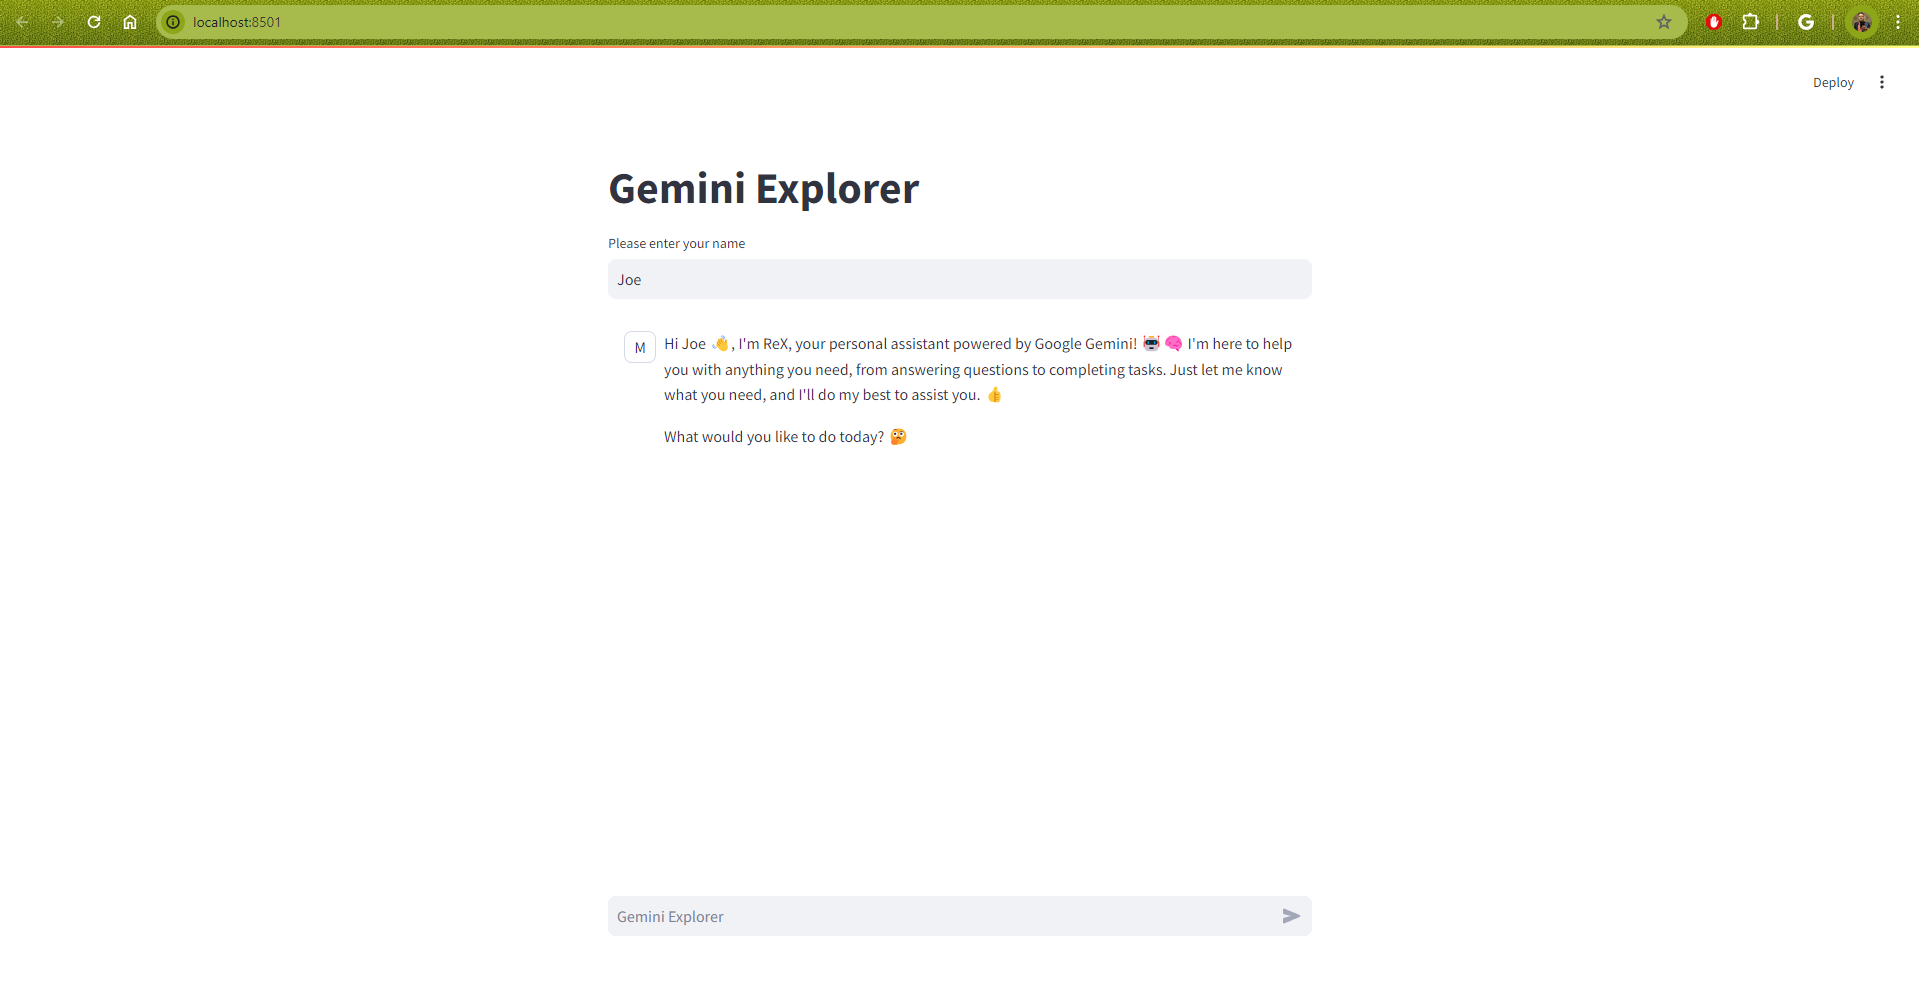 localhost:8501
Deploy
Gemini Explorer
Please enter your name
Joe
M
Hi Joe 👋, I'm ReX, your personal assistant powered by Google Gemini! 🤖 🧠 I'm here to help
you with anything you need, from answering questions to completing tasks. Just let me know
what you need, and I'll do my best to assist you. 👍
What would you like to do today? 🤔
Gemini Explorer